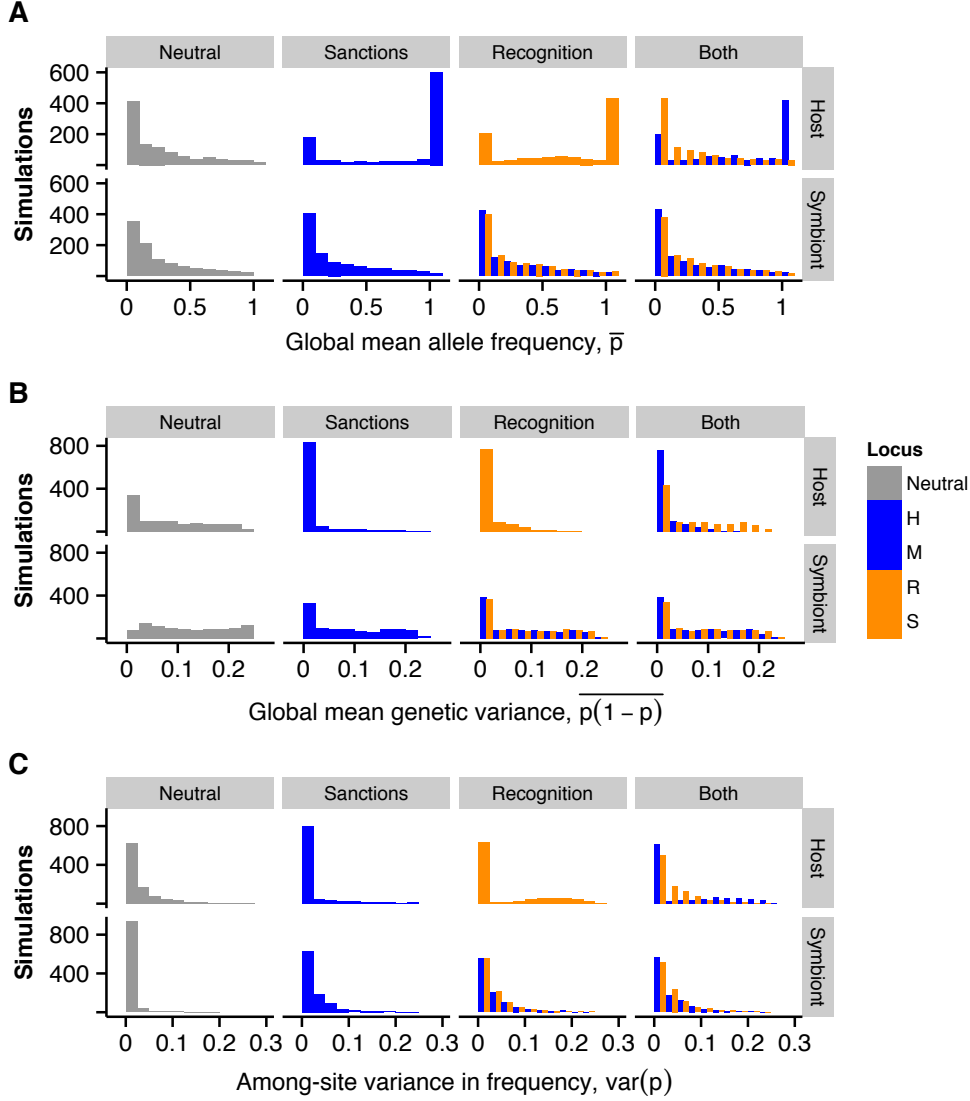 A
Neutral Sanctions Recognition Both
Simulations
600
400
200
Host
Simulations
600
400
200
Symbiont
0 0.5 1 0 0.5 1 0 0.5 1 0 0.5 1
Global mean allele frequency, p̅
B
Neutral Sanctions Recognition Both
Simulations
800
400
Host
Simulations
800
400
Symbiont
0 0.1 0.2 0 0.1 0.2 0 0.1 0.2 0 0.1 0.2
Global mean genetic variance, p(1 − p)
Locus
Neutral
H
M
R
S
C
Neutral Sanctions Recognition Both
Simulations
800
400
Host
Simulations
800
400
Symbiont
0 0.1 0.2 0.3 0 0.1 0.2 0.3 0 0.1 0.2 0.3 0 0.1 0.2 0.3
Among-site variance in frequency, var(p)